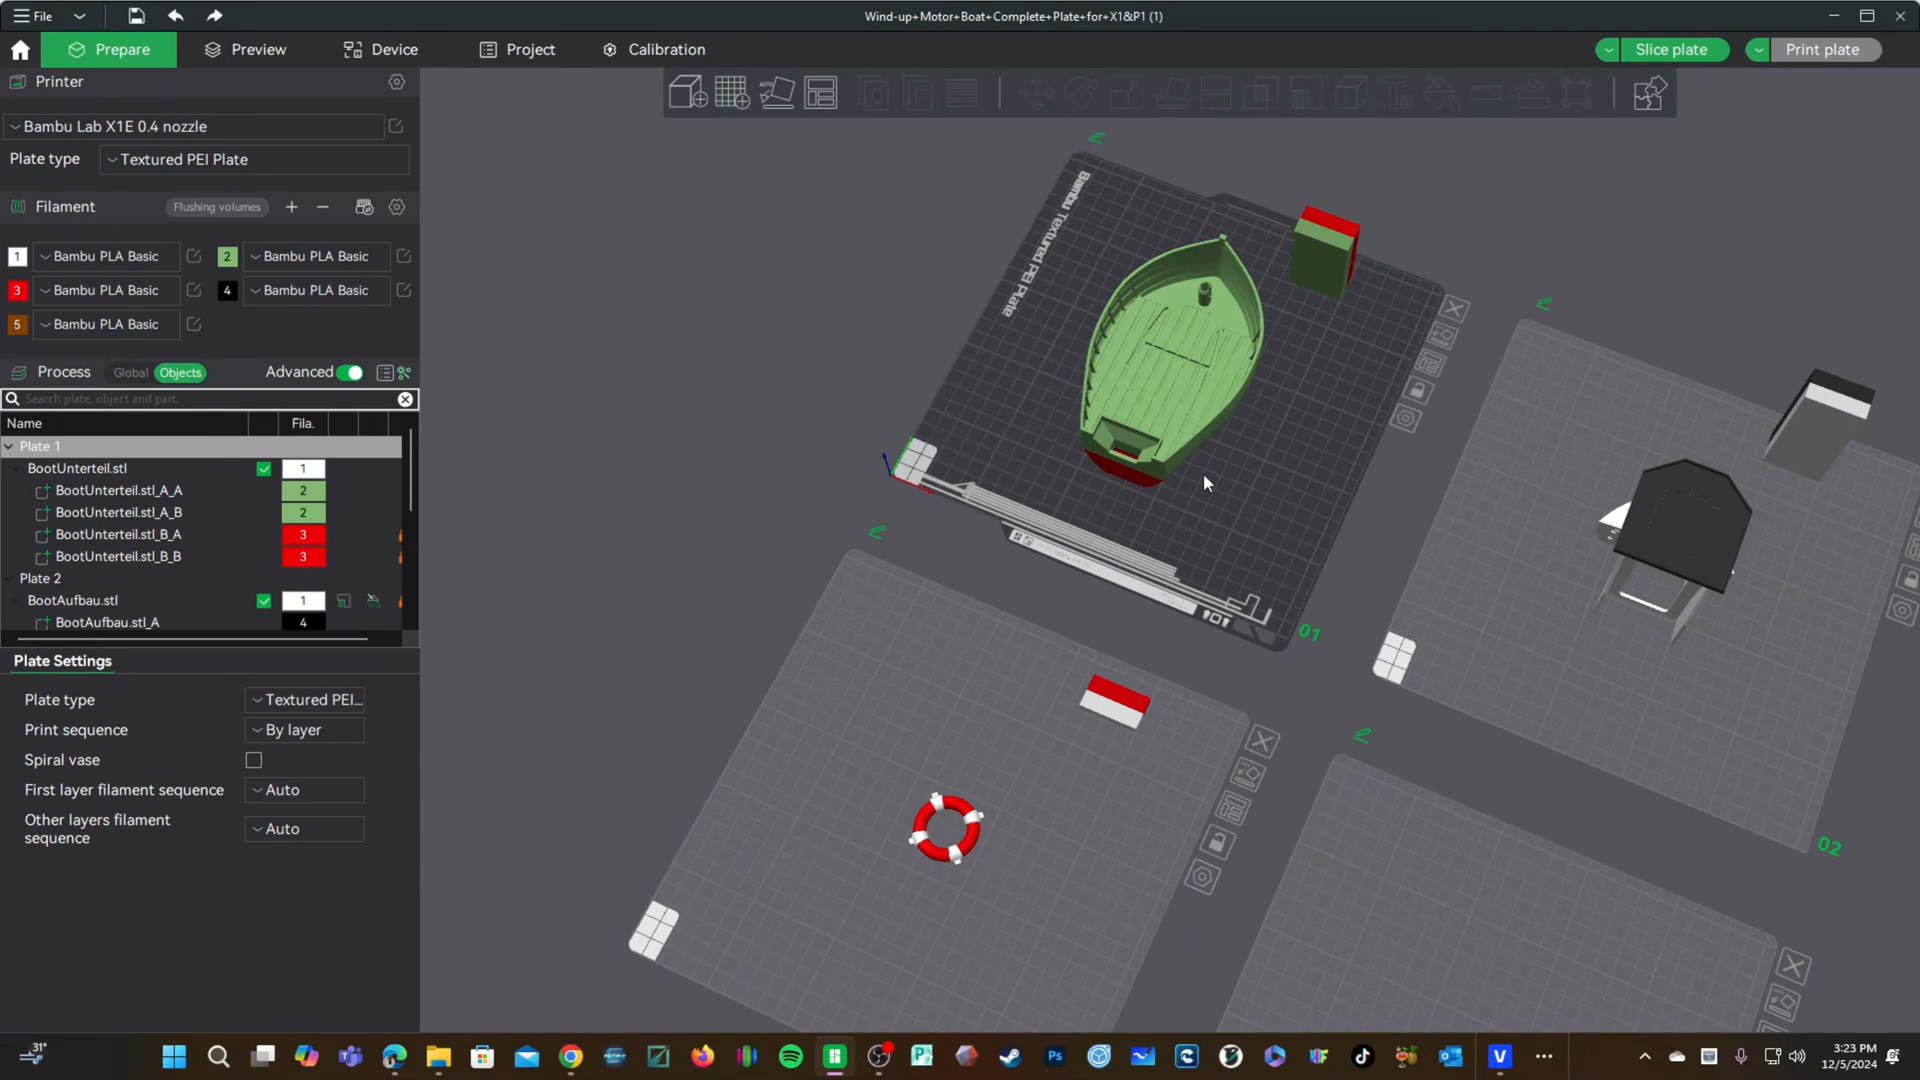 File
Wind-up+Motor+Boat+Complete+Plate+for+X1&P1 (1)
Prepare
Preview
Device
Project
Calibration
Slice plate
Print plate
Printer
Bambu Lab X1E 0.4 nozzle
Plate type
Textured PEI Plate
Filament
Flushing volumes
1 Bambu PLA Basic
2 Bambu PLA Basic
3 Bambu PLA Basic
4 Bambu PLA Basic
5 Bambu PLA Basic
Process
Global
Objects
Advanced
Search plate, object and part.
Name
Fila.
Plate 1
BootUnterteil.stl 1
BootUnterteil.stl_A_A 2
BootUnterteil.stl_A_B 2
BootUnterteil.stl_B_A 3
BootUnterteil.stl_B_B 3
Plate 2
BootAufbau.stl 1
BootAufbau.stl_A 4
Plate Settings
Plate type
Textured PEI...
Print sequence
By layer
Spiral vase
First layer filament sequence
Auto
Other layers filament
sequence
Auto
AUTO
Bambu Textured PEI Plate
01
02
31°
3:23 PM
12/5/2024